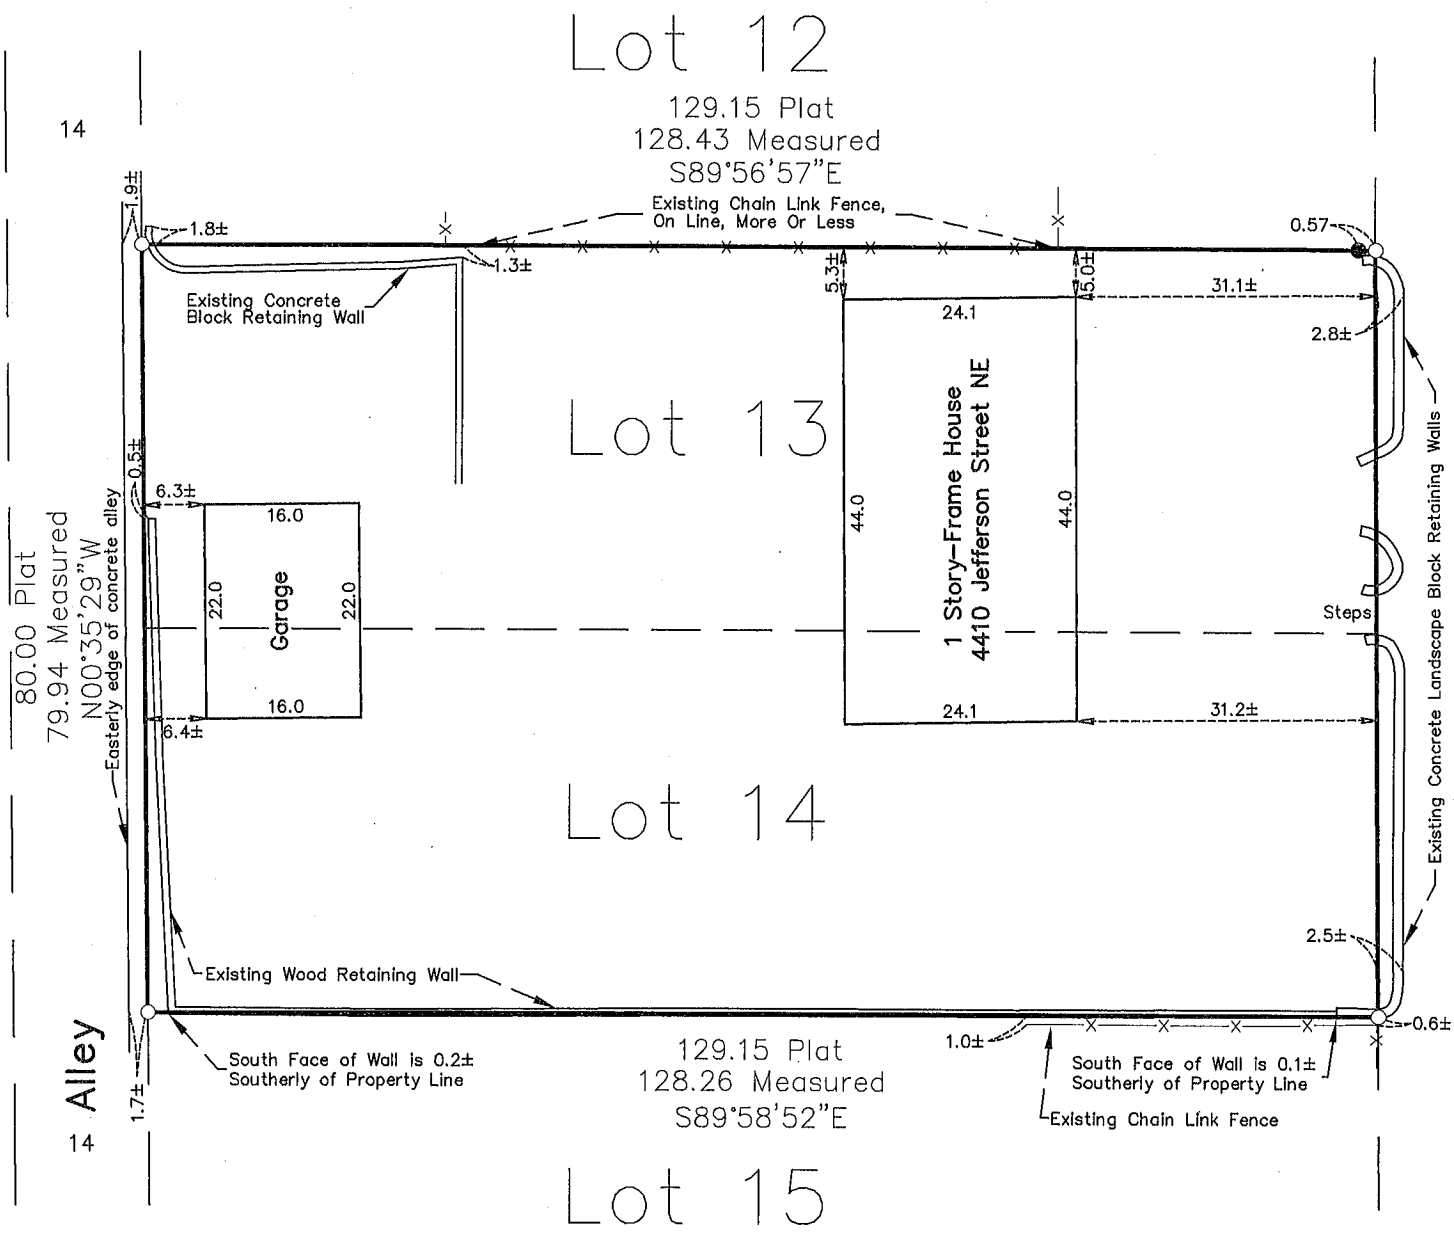 Lot 12
129.15 Plat
128.43 Measured
S89°56'57"E
Existing Chain Link Fence,
On Line, More Or Less
14
1.9±
1.8±
1.3±
5.3±
5.0±
0.57
31.1±
2.8±
Existing Concrete
Block Retaining Wall
24.1
Lot 13
1 Story-Frame House
4410 Jefferson Street NE
44.0
44.0
0.5±
6.3±
16.0
22.0
Garage
22.0
16.0
6.4±
80.00 Plat
79.94 Measured
N00°35'29"W
Easterly edge of concrete alley
Steps
Existing Concrete Landscape Block Retaining Walls
24.1
31.2±
Lot 14
2.5±
Existing Wood Retaining Wall
0.6±
1.0±
South Face of Wall is 0.2±
Southerly of Property Line
129.15 Plat
128.26 Measured
S89°58'52"E
South Face of Wall is 0.1±
Southerly of Property Line
Existing Chain Link Fence
Alley
1.7±
14
Lot 15